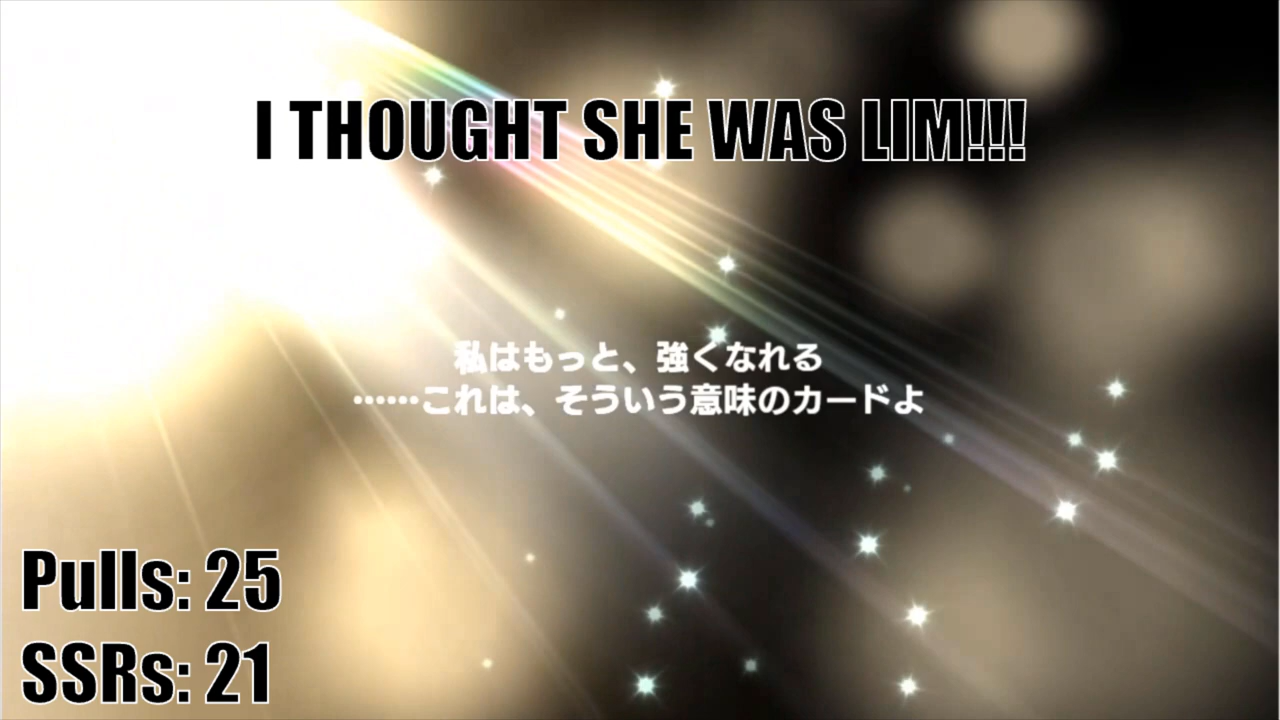 I THOUGHT SHE WAS LIM!!!
私はもっと、強くなれる
……これは、そういう意味のカードよ
Pulls: 25
SSRs: 21